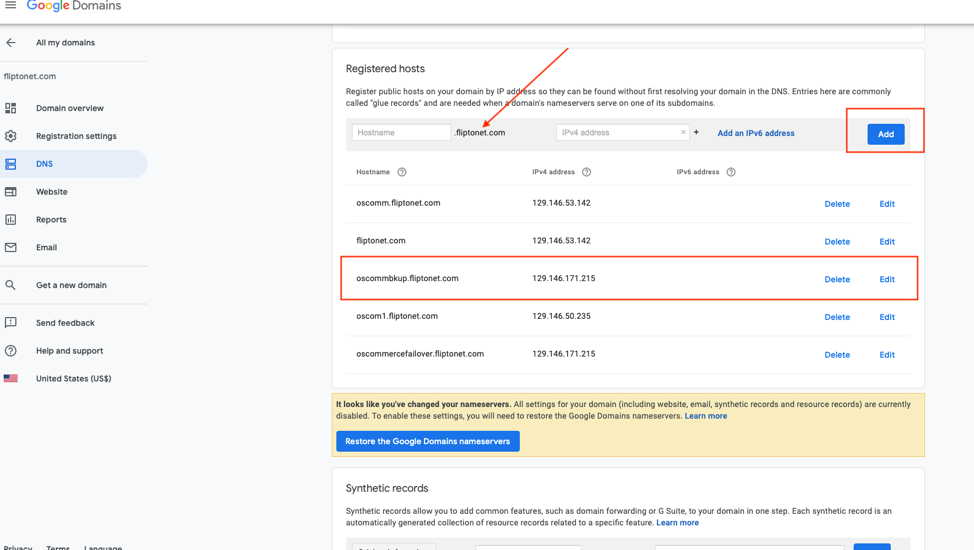 Google Domains
All my domains
fliptonet.com
Domain overview
Registration settings
DNS
Website
Reports
Email
Get a new domain
Send feedback
Help and support
United States (US$)
Privacy Terms Language
Registered hosts
Register public hosts on your domain by IP address so they can be found without first resolving your domain in the DNS. Entries here are commonly
called "glue records" and are needed when a domain's nameservers serve on one of its subdomains.
Hostname .fliptonet.com IPv4 address × + Add an IPv6 address Add
Hostname ? IPv4 address ? IPv6 address ?
oscomm.fliptonet.com 129.146.53.142 Delete Edit
fliptonet.com 129.146.53.142 Delete Edit
oscommbkup.fliptonet.com 129.146.171.215 Delete Edit
oscom1.fliptonet.com 129.146.50.235 Delete Edit
oscommercefailover.fliptonet.com 129.146.171.215 Delete Edit
It looks like you've changed your nameservers. All settings for your domain (including website, email, synthetic records and resource records) are currently
disabled. To enable these settings, you will need to restore the Google Domains nameservers. Learn more
Restore the Google Domains nameservers
Synthetic records
Synthetic records allow you to add common features, such as domain forwarding or G Suite, to your domain in one step. Each synthetic record is an
automatically generated collection of resource records related to a specific feature. Learn more